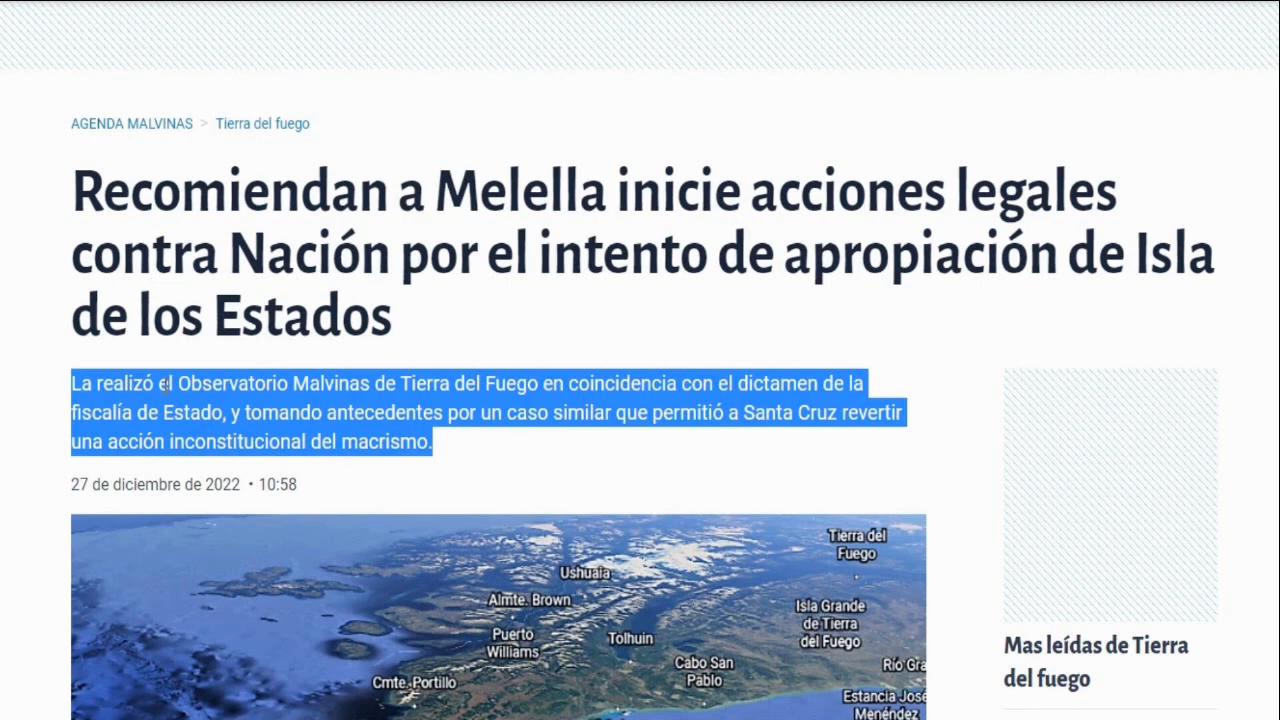 AGENDA MALVINAS > Tierra del fuego
Recomiendan a Melella inicie acciones legales
contra Nación por el intento de apropiación de Isla
de los Estados
La realizó el Observatorio Malvinas de Tierra del Fuego en coincidencia con el dictamen de la
fiscalía de Estado, y tomando antecedentes por un caso similar que permitió a Santa Cruz revertir
una acción inconstitucional del macrismo.
27 de diciembre de 2022 • 10:58
Tierra del
Fuego
Ushuaia
Almte. Brown
Isla Grande
de Tierra
del Fuego
Puerto
Williams
Tolhuin
Cabo San
Pablo
Río Gra
Cmte. Portillo
Estancia José
Menéndez
Mas leídas de Tierra
del fuego